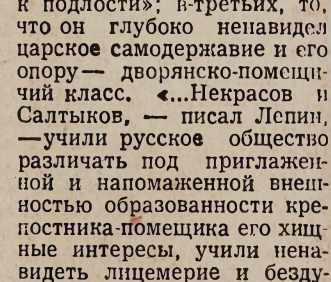 к подлости»; в-третьих, то,
что он глубоко ненавидел
царское самодержавие и его
опору— дворянско-помещи-
чий класс. «...Некрасов и
Салтыков, — писал Ленин,
—учили русское общество
различать под приглажен-
ной и напомаженной внеш-
ностью образованности кре-
постника-помещика его хищ-
ные интересы, учили нена-
видеть лицемерие и безду-